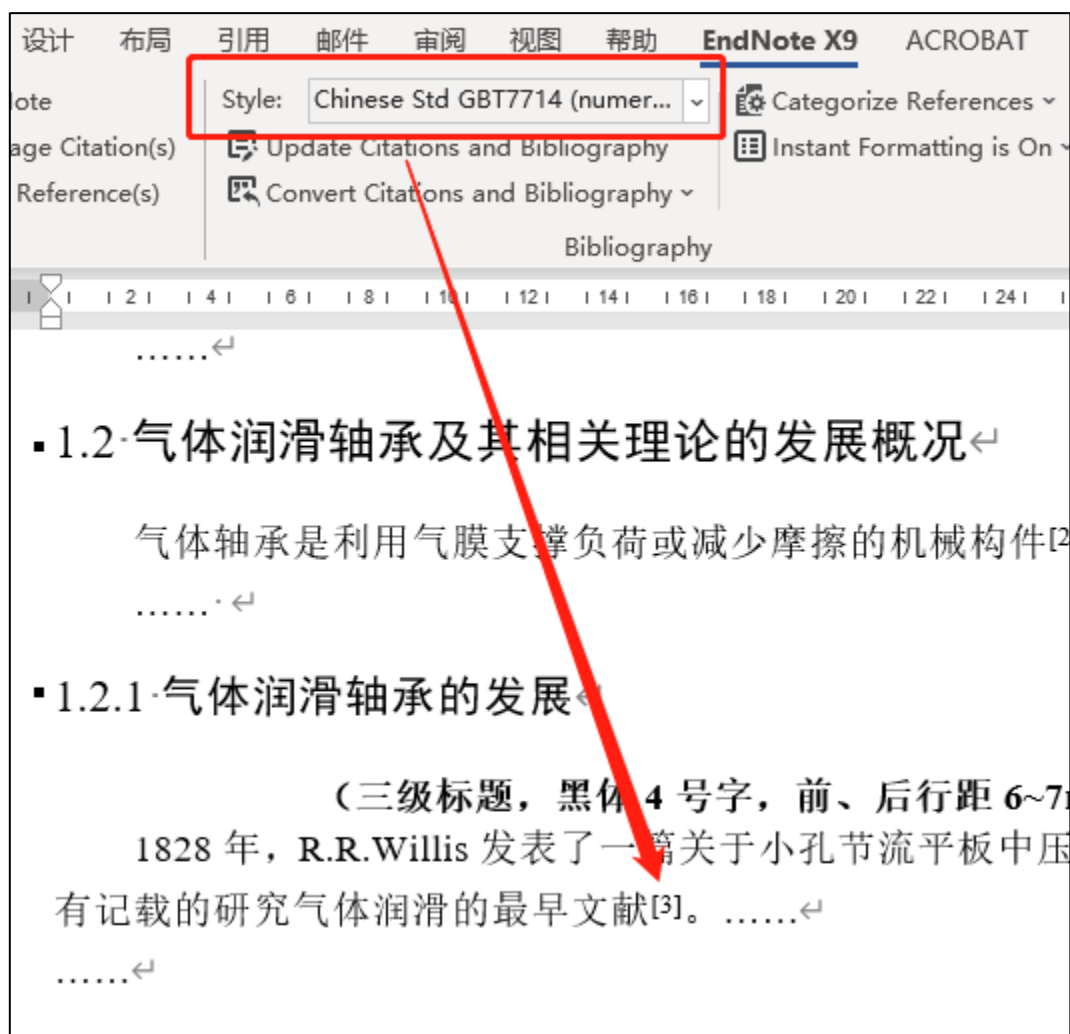 设计 布局 引用 邮件 审阅 视图 帮助 EndNote X9 ACROBAT
lote Style: Chinese Std GBT7714 (numer... Categorize References
age Citation(s) Update Citations and Bibliography Instant Formatting is On
Reference(s) Convert Citations and Bibliography
Bibliography
2 4 6 8 10 12 14 16 18 20 22 24
……↵
▪1.2·气体润滑轴承及其相关理论的发展概况↵
气体轴承是利用气膜支撑负荷或减少摩擦的机械构件[2
……·↵
▪1.2.1·气体润滑轴承的发展↵
(三级标题,黑体 4 号字,前、后行距 6~7
1828 年,R.R.Willis 发表了一篇关于小孔节流平板中压
有记载的研究气体润滑的最早文献[3]。……↵
……↵